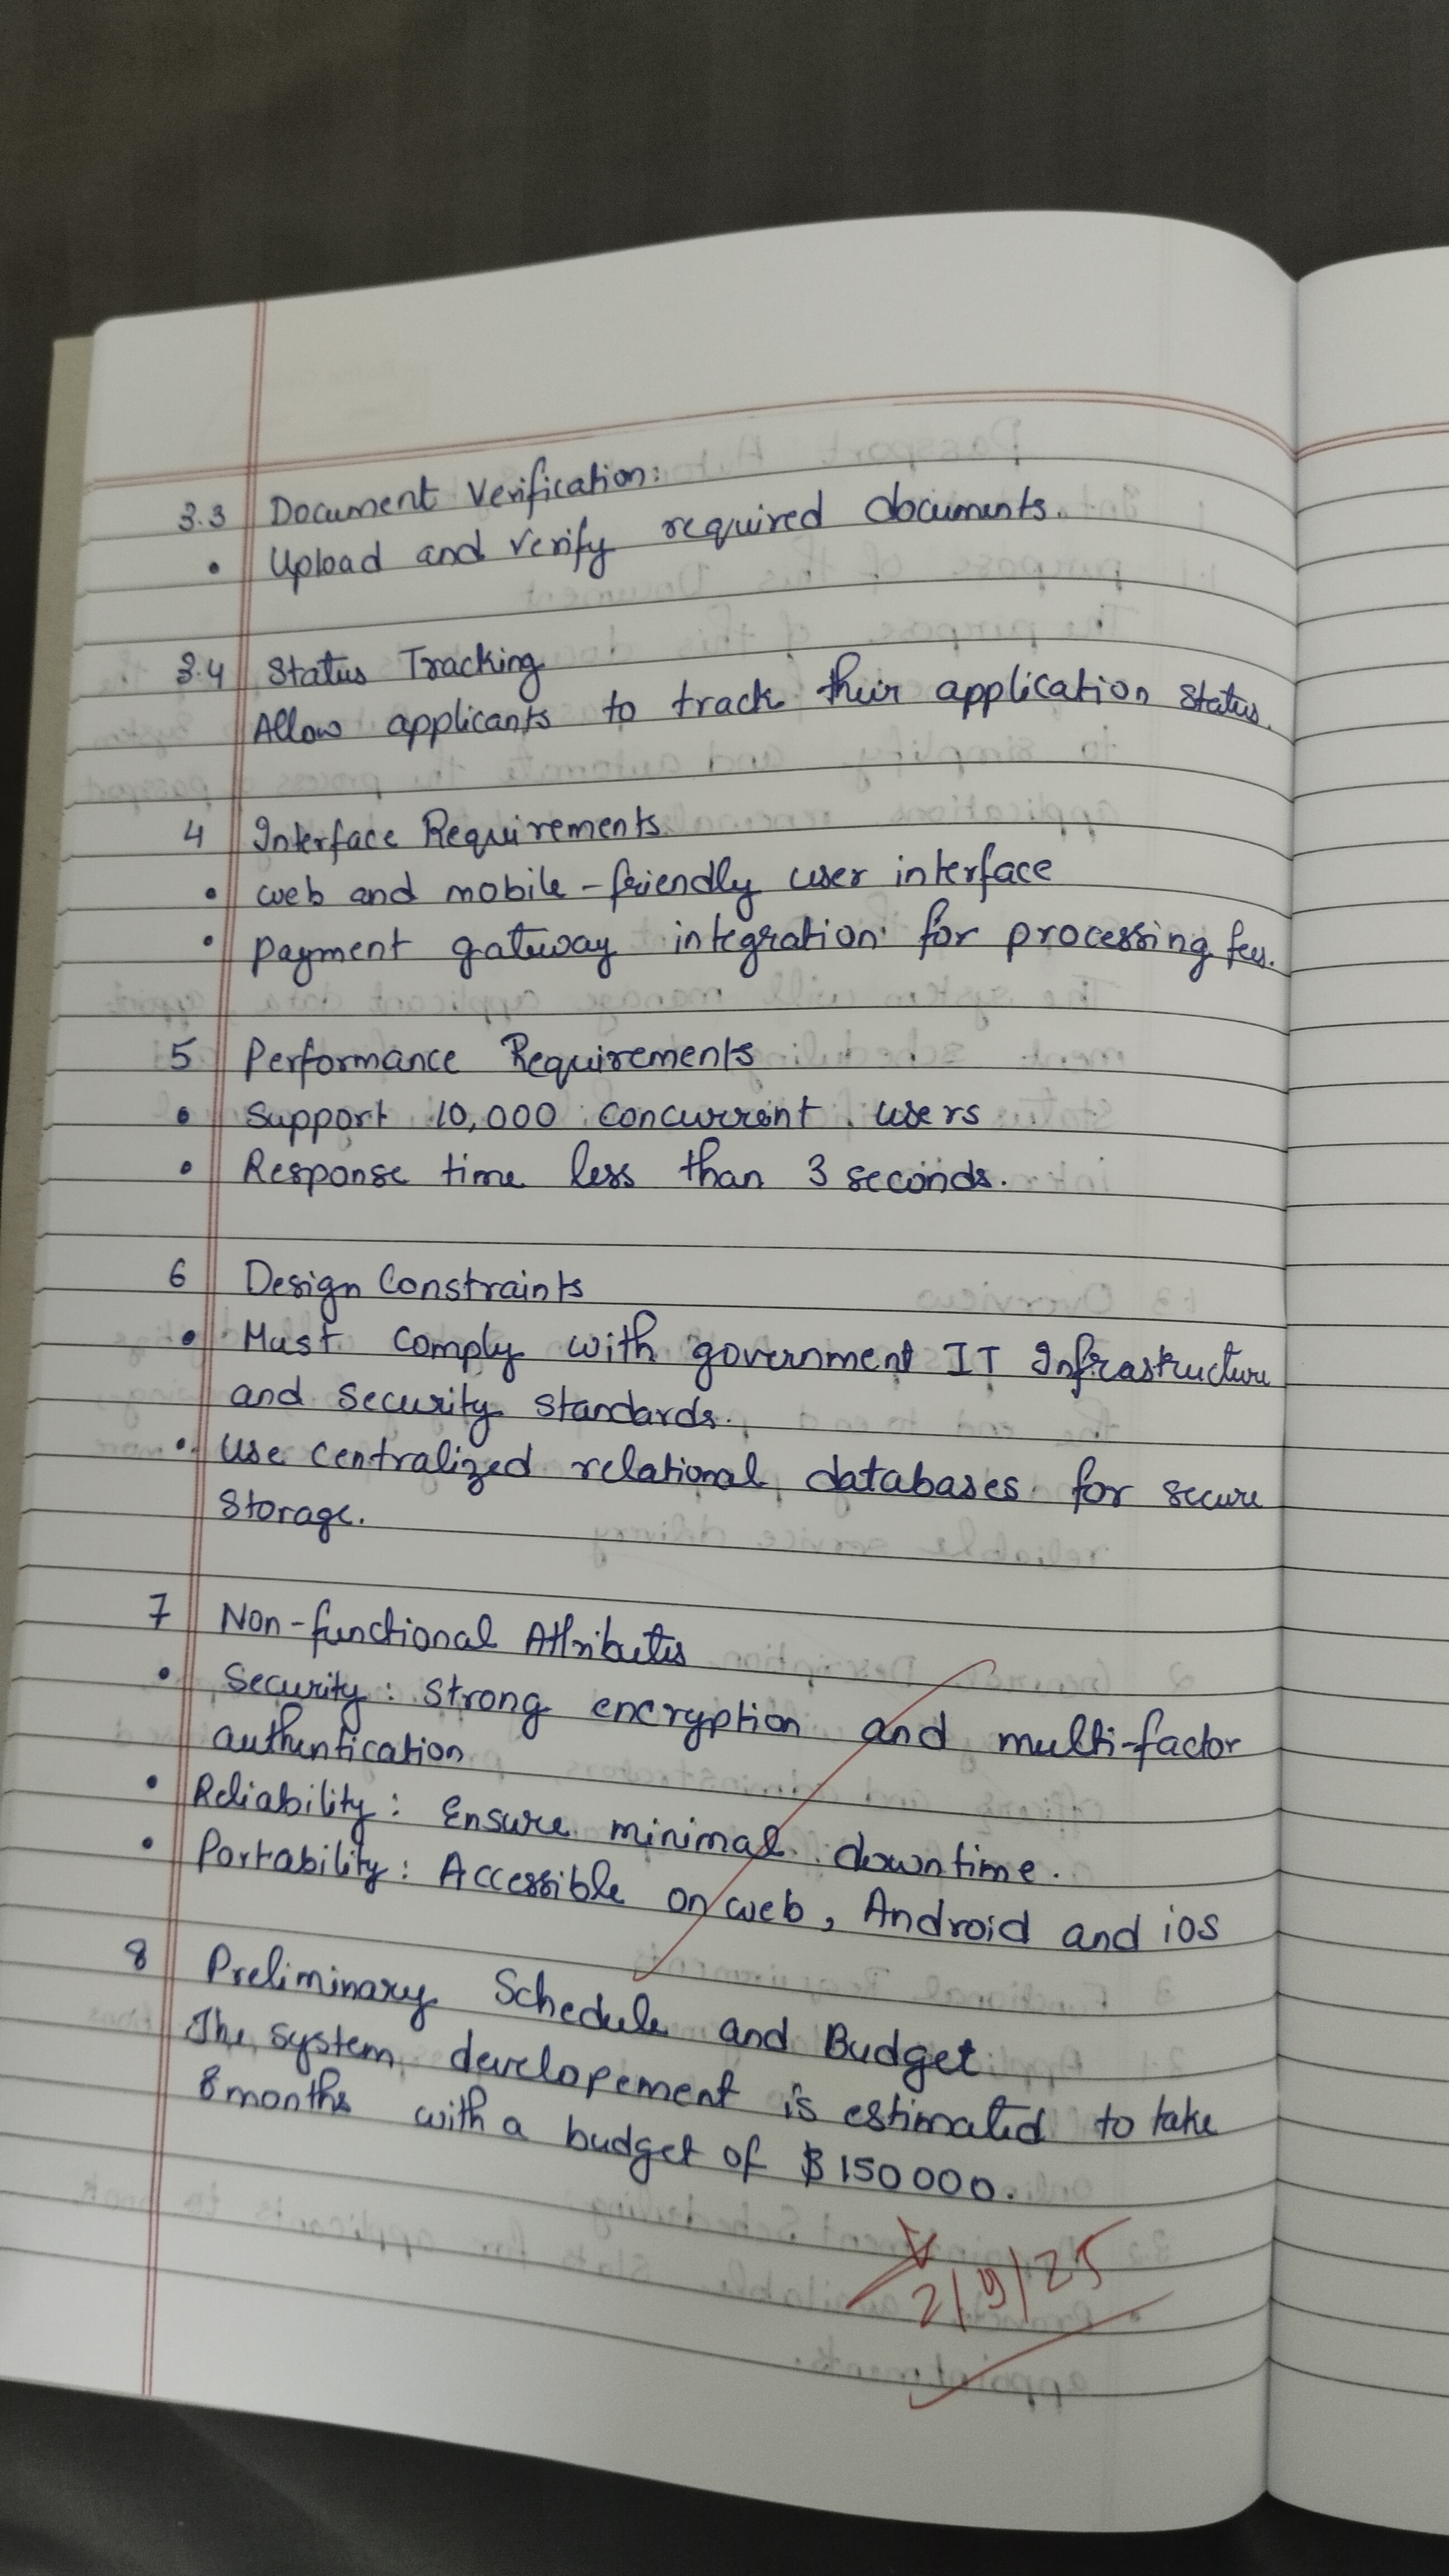 3.3 Document Verification:
• Upload and verify required documents.
3.4 Status Tracking
Allow applicants to track their application status.
4 Interface Requirements
• web and mobile-friendly user interface
• payment gateway integration for processing fees.
5 Performance Requirements
• Support 10,000 concurrent users
• Response time less than 3 seconds.
6 Design Constraints
• Must comply with government IT Infrastructure
and security standards.
• Use centralized relational databases for secure
storage.
7 Non-functional Attributes
• Security: Strong encryption and multi-factor
authentication
• Reliability: Ensure minimal downtime.
• Portability: Accessible on web, Android and ios
8 Preliminary Schedule and Budget
The system developement is estimated to take
8 months with a budget of $150000.
2/9/25